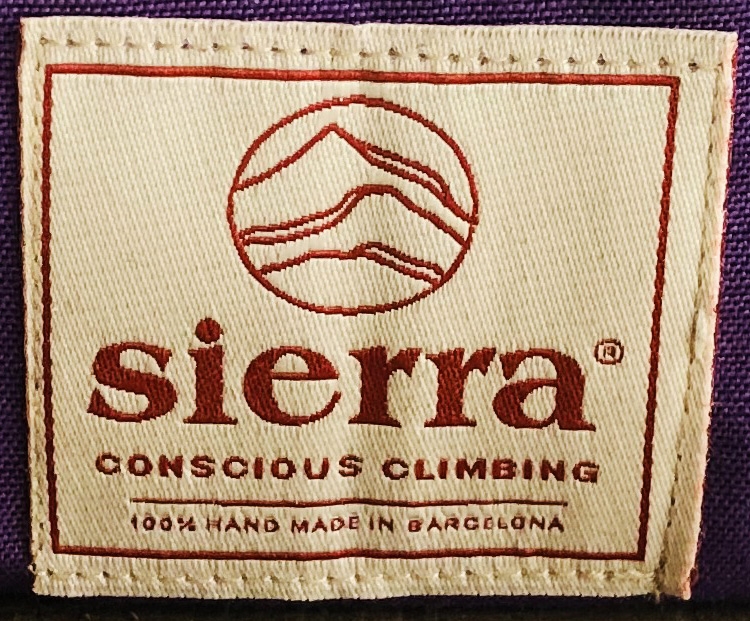 sierra®
CONSCIOUS CLIMBING
100% HAND MADE IN BARCELONA